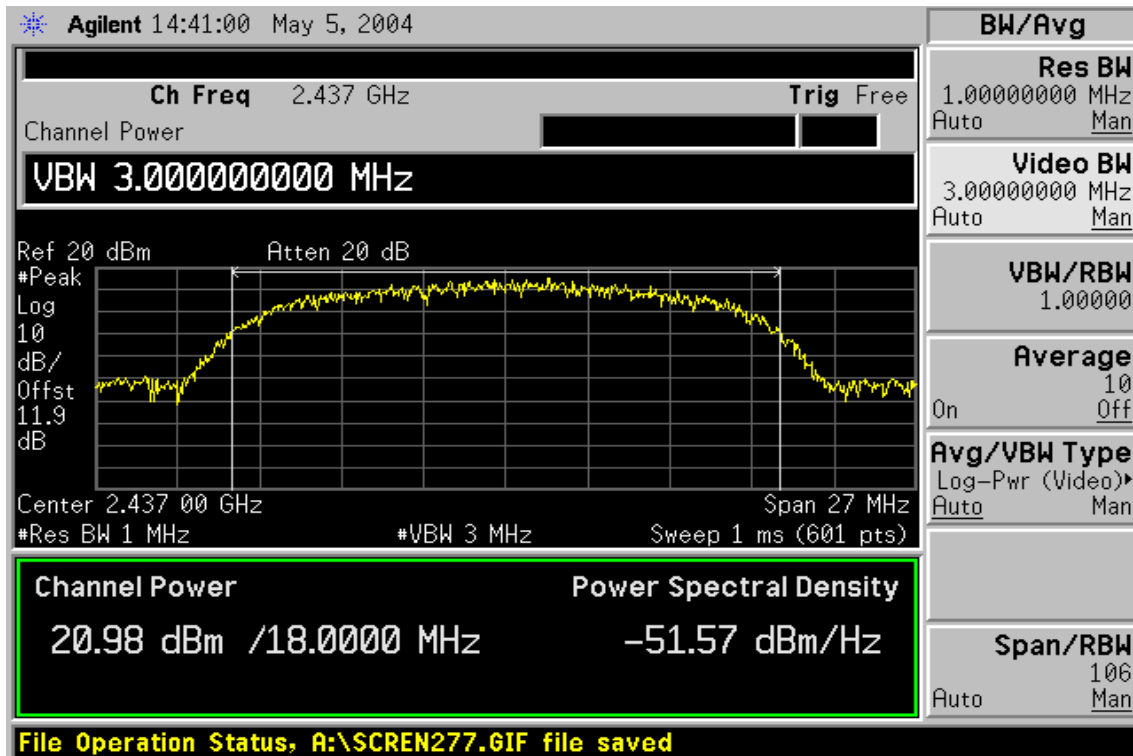 Agilent 14:41:00 May 5, 2004
BW/Avg
Ch Freq 2.437 GHz
Trig Free
Channel Power
VBW 3.000000000 MHz
Ref 20 dBm
Atten 20 dB
#Peak
Log
10
dB/
Offst
11.9
dB
Center 2.437 00 GHz
Span 27 MHz
#Res BW 1 MHz
#VBW 3 MHz
Sweep 1 ms (601 pts)
Channel Power
Power Spectral Density
20.98 dBm /18.0000 MHz
-51.57 dBm/Hz
Res BW
1.00000000 MHz
Auto Man
Video BW
3.00000000 MHz
Auto Man
VBW/RBW
1.00000
Average
10
On Off
Avg/VBW Type
Log-Pwr (Video)
Auto Man
Span/RBW
106
Auto Man
File Operation Status, A:\SCREN277.GIF file saved